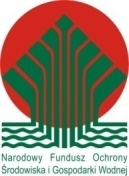 Narodowy Fundusz Ochrony
Środowiska i Gospodarki Wodnej